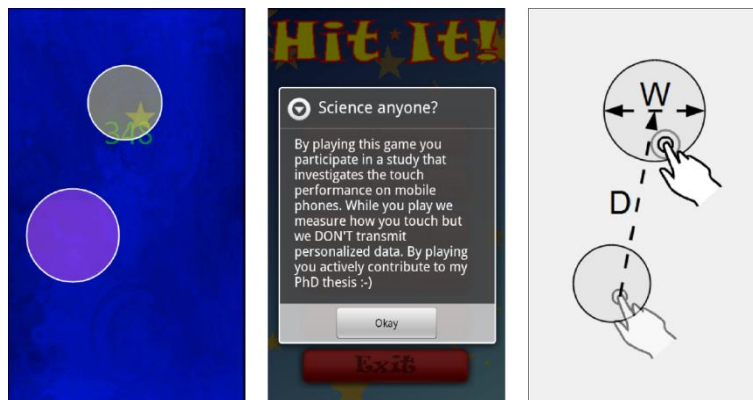 348
Hit It!
Science anyone?
By playing this game you
participate in a study that
investigates the touch
performance on mobile
phones. While you play we
measure how you touch but
we DON'T transmit
personalized data. By playing
you actively contribute to my
PhD thesis :-)
Okay
Exit
W
D